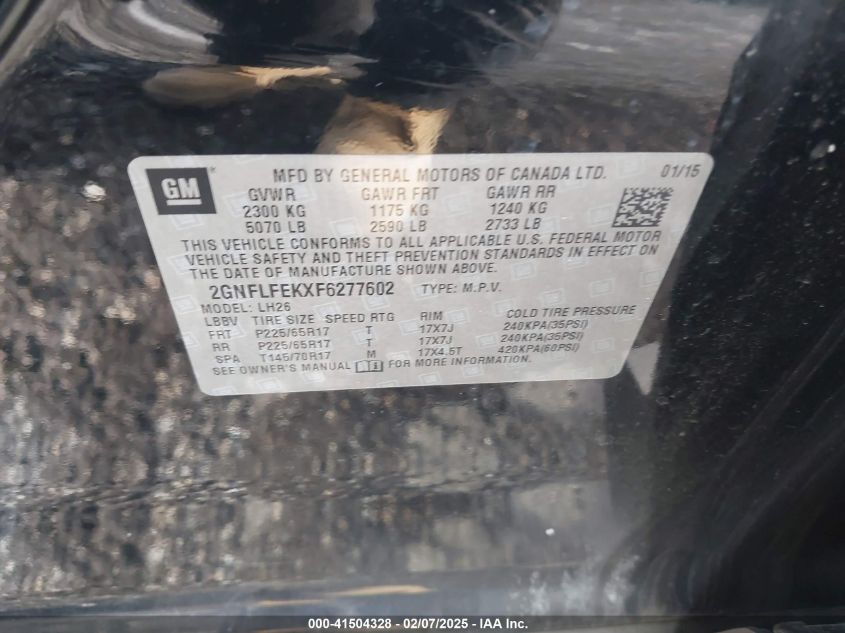 GM
MFD BY GENERAL MOTORS OF CANADA LTD. 01/15
GVWR GAWR FRT GAWR RR
2300 KG 1175 KG 1240 KG
5070 LB 2590 LB 2733 LB
THIS VEHICLE CONFORMS TO ALL APPLICABLE U.S. FEDERAL MOTOR
VEHICLE SAFETY AND THEFT PREVENTION STANDARDS IN EFFECT ON
THE DATE OF MANUFACTURE SHOWN ABOVE.
2GNFLFEKXF6277602 TYPE: M.P.V.
MODEL: LH26
LBBV TIRE SIZE SPEED RTG RIM COLD TIRE PRESSURE
FRT P225/65R17 T 17X7J 240KPA(35PSI)
RR P225/65R17 T 17X7J 240KPA(35PSI)
SPA T145/70R17 M 17X4.5T 420KPA(60PSI)
SEE OWNER'S MANUAL FOR MORE INFORMATION.
000-41504328 - 02/07/2025 - IAA Inc.